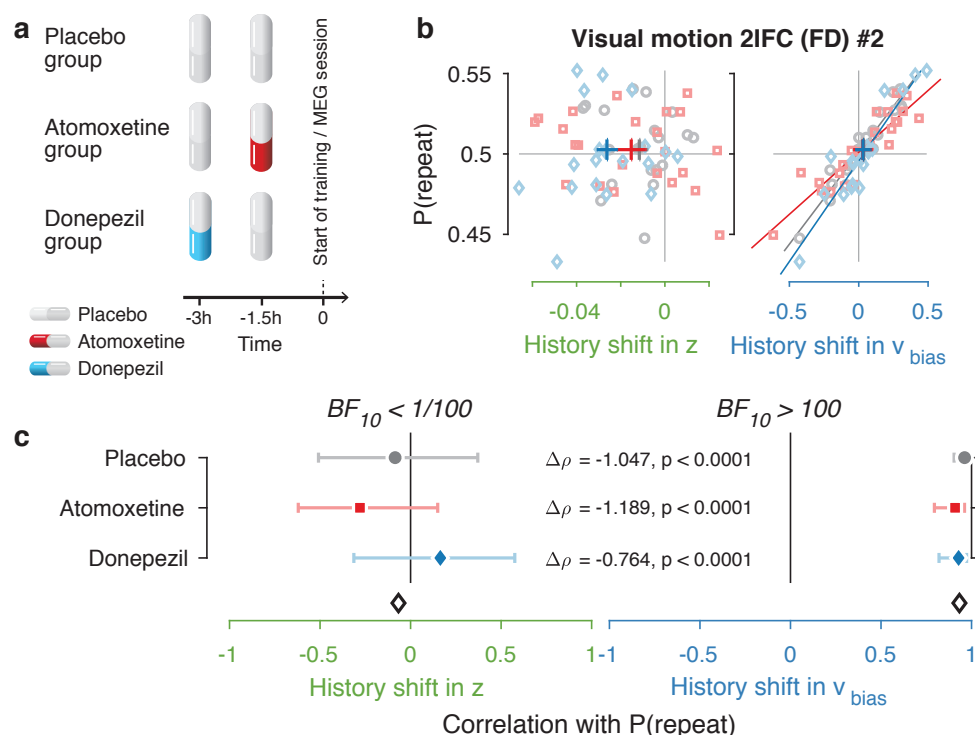 a
Placebo
group
Atomoxetine
group
Donepezil
group
Start of training / MEG session
-3h
-1.5h
0
Time
Placebo
Atomoxetine
Donepezil
b
Visual motion 2IFC (FD) #2
P(repeat)
0.55
0.5
0.45
-0.04
0
History shift in z
-0.5
0
0.5
History shift in v bias
c
BF10 < 1/100
BF10 > 100
Placebo
Δρ = -1.047, p < 0.0001
Atomoxetine
Δρ = -1.189, p < 0.0001
Donepezil
Δρ = -0.764, p < 0.0001
-1
-0.5
0
0.5
1
History shift in z
-1
-0.5
0
0.5
1
History shift in v bias
Correlation with P(repeat)